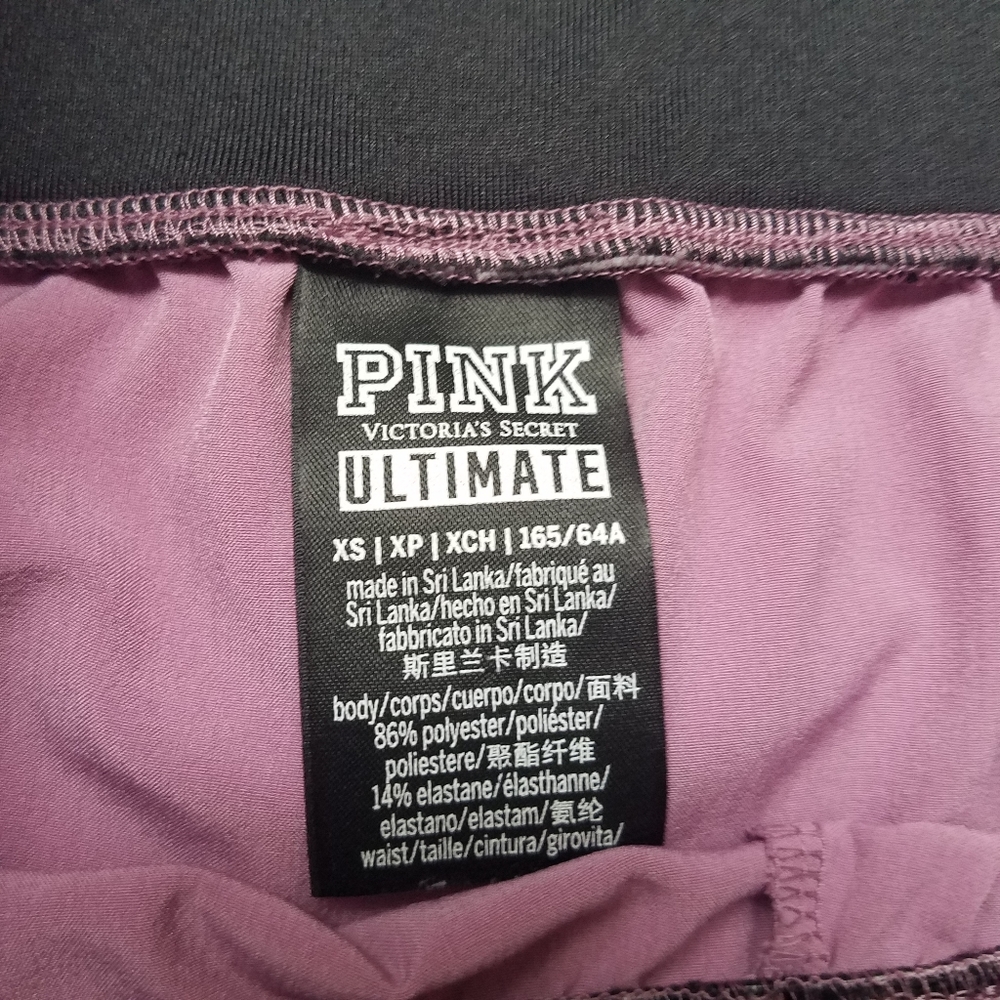 PINK
VICTORIA'S SECRET
ULTIMATE
XS | XP | XCH | 165/64A
made in Sri Lanka/fabriqué au
Sri Lanka/hecho en Sri Lanka/
fabbricato in Sri Lanka/
斯里兰卡制造
body/corps/cuerpo/corpo/面料
86% polyester/poliéster/
poliestere/聚酯纤维
14% elastane/élasthanne/
elastano/elastam/氨纶
waist/taille/cintura/girovita/